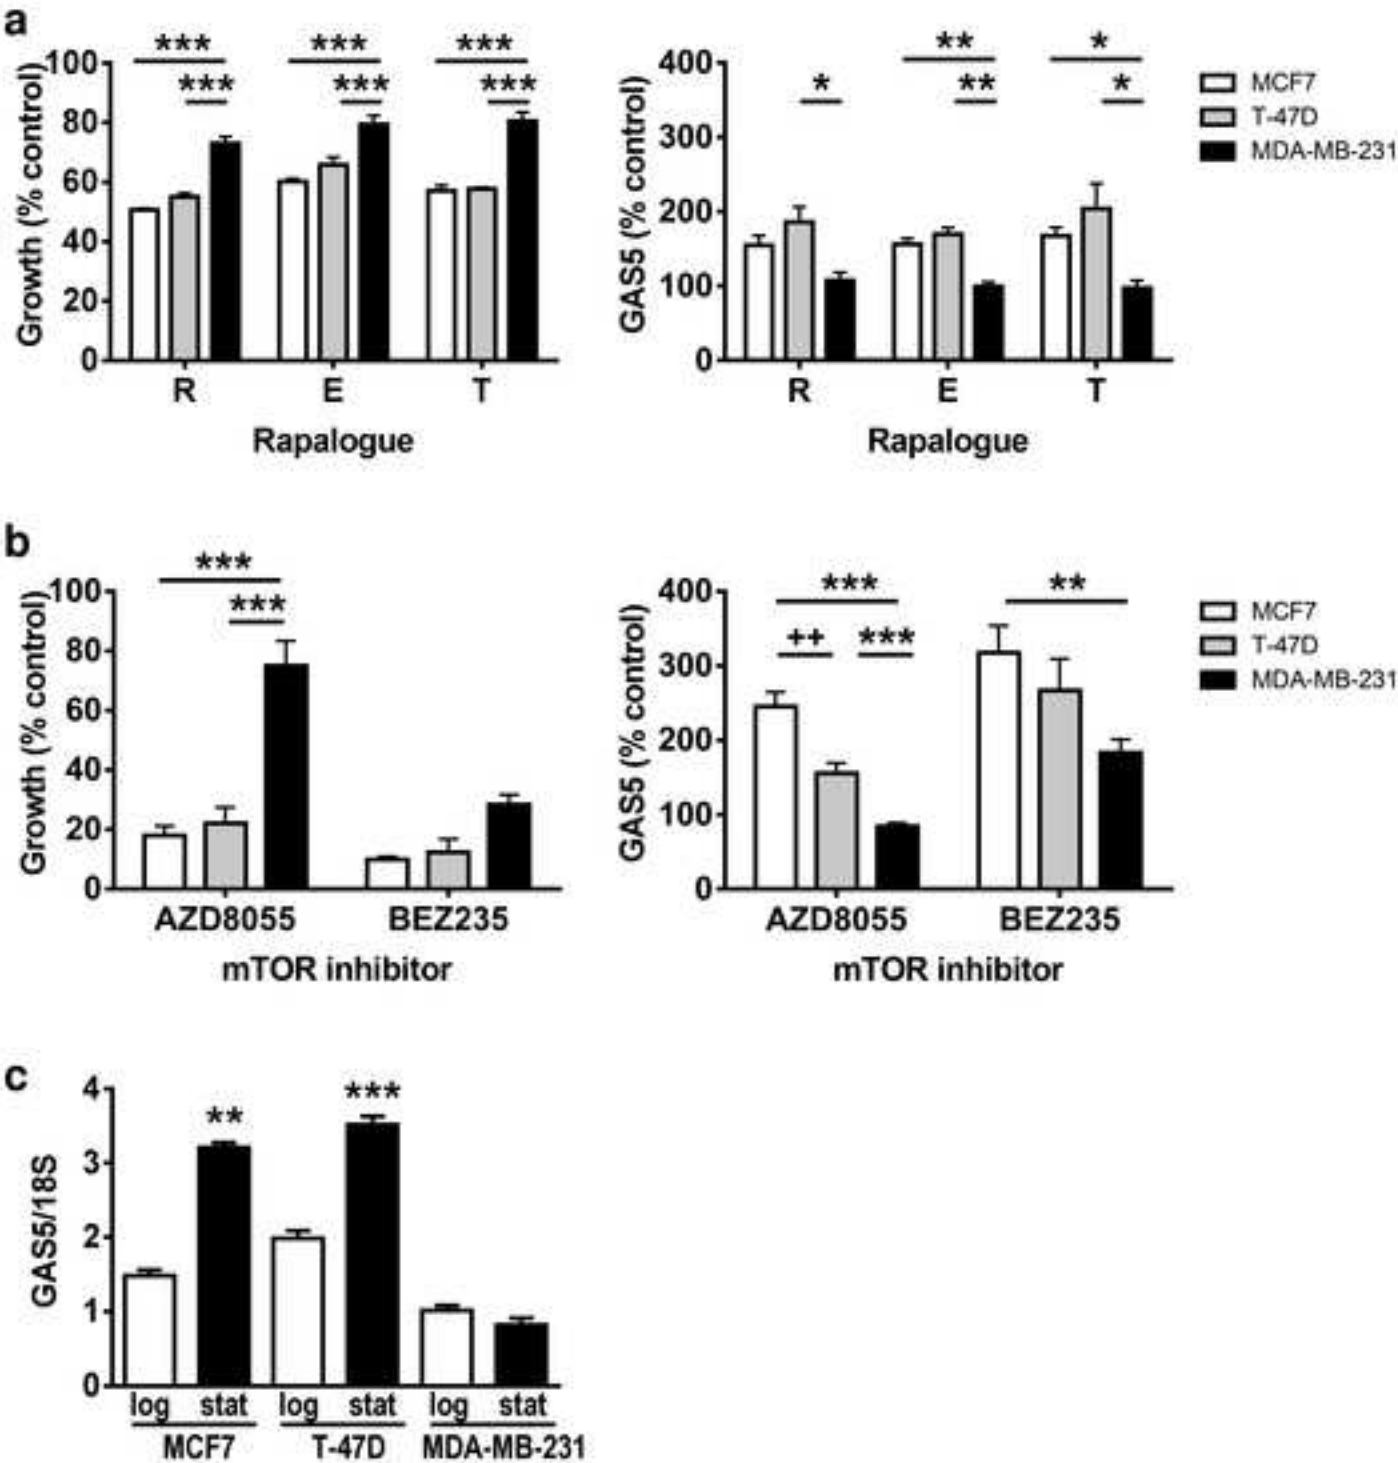 a
*** *** ***
*** *** ***
Growth (% control)
100
80
60
40
20
0
R E T
Rapalogue
** *
* ** *
GAS5 (% control)
400
300
200
100
0
R E T
Rapalogue
MCF7
T-47D
MDA-MB-231
b
***
***
Growth (% control)
100
80
60
40
20
0
AZD8055 BEZ235
mTOR inhibitor
*** **
++ ***
GAS5 (% control)
400
300
200
100
0
AZD8055 BEZ235
mTOR inhibitor
MCF7
T-47D
MDA-MB-231
c
** ***
GAS5/18S
4
3
2
1
0
log stat log stat log stat
MCF7 T-47D MDA-MB-231